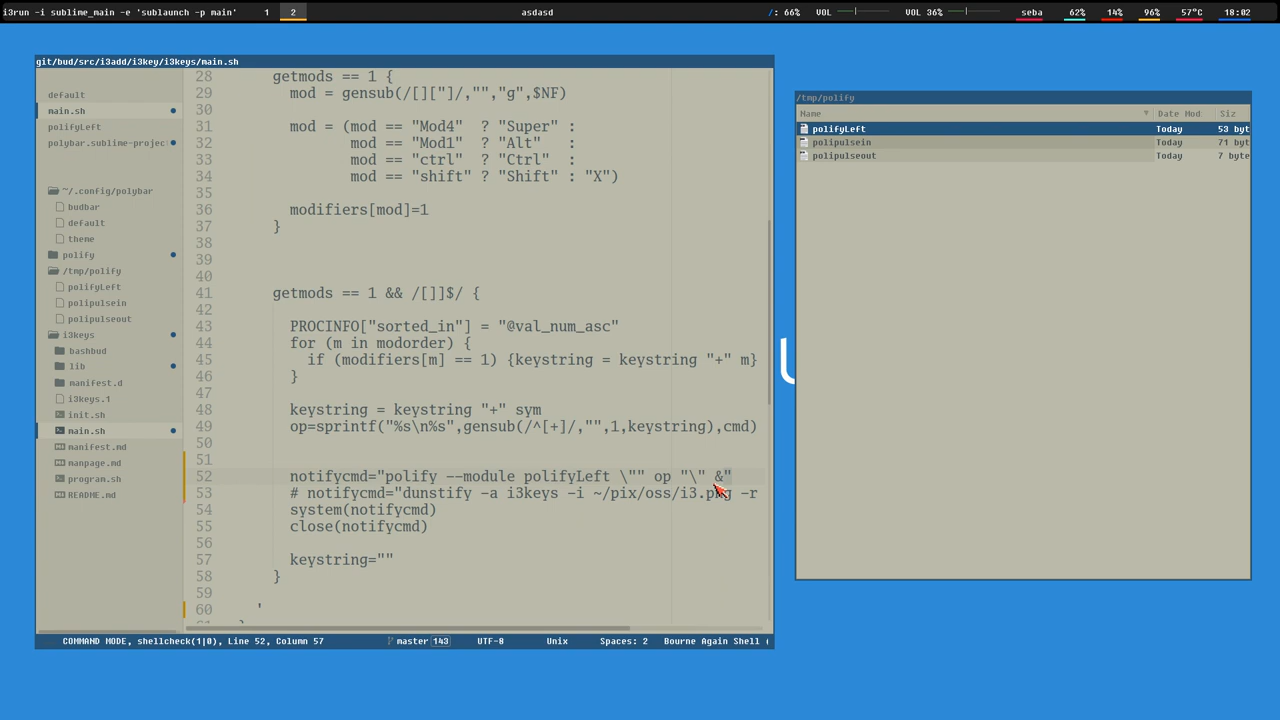 i3run -i sublime_main -e 'sublaunch -p main' 1 2 asdasd /: 66% VOL VOL 36% seba 62% 14% 96% 57°C 18:02
git/bud/src/i3add/i3key/i3keys/main.sh
default
main.sh
polifyLeft
polybar.sublime-projec
~/.config/polybar
budbar
default
theme
polify
/tmp/polify
polifyLeft
polipulsein
polipulseout
i3keys
bashbud
lib
manifest.d
i3keys.1
init.sh
main.sh
manifest.md
manpage.md
program.sh
README.md
28 getmods == 1 {
29 mod = gensub(/[]["]/,"","g",$NF)
30
31 mod = (mod == "Mod4" ? "Super" :
32 mod == "Mod1" ? "Alt" :
33 mod == "ctrl" ? "Ctrl" :
34 mod == "shift" ? "Shift" : "X")
35
36 modifiers[mod]=1
37 }
38
39
40
41 getmods == 1 && /[]]$/ {
42
43 PROCINFO["sorted_in"] = "@val_num_asc"
44 for (m in modorder) {
45 if (modifiers[m] == 1) {keystring = keystring "+" m}
46 }
47
48 keystring = keystring "+" sym
49 op=sprintf("%s\n%s",gensub(/^[+]/,"",1,keystring),cmd)
50
51
52 notifycmd="polify --module polifyLeft \"" op "\" &"
53 # notifycmd="dunstify -a i3keys -i ~/pix/oss/i3.png -r
54 system(notifycmd)
55 close(notifycmd)
56
57 keystring=""
58 }
59
60 '
COMMAND MODE, shellcheck(1|0), Line 52, Column 57 master 143 UTF-8 Unix Spaces: 2 Bourne Again Shell (
/tmp/polify
Name Date Mod Siz
polifyLeft Today 53 byt
polipulsein Today 71 byt
polipulseout Today 7 byte